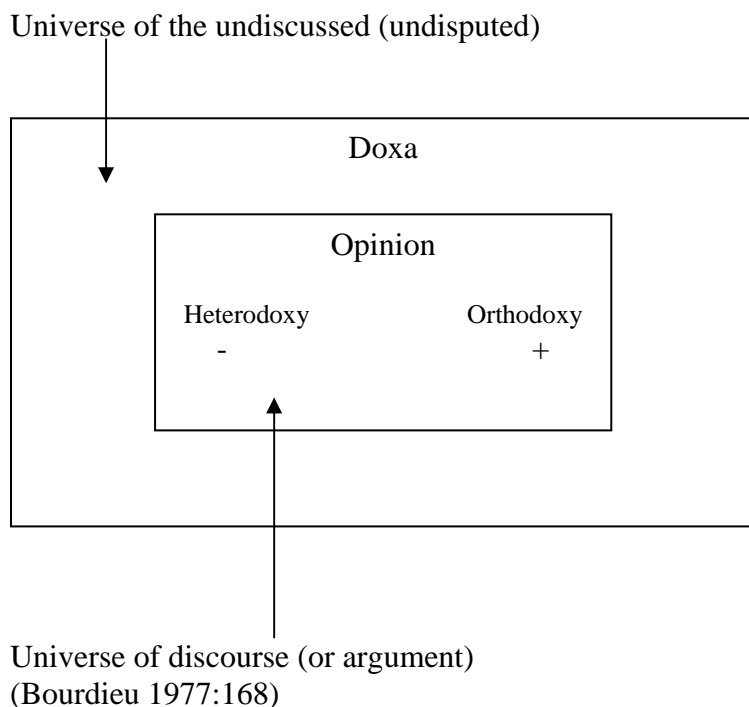 Universe of the undiscussed (undisputed)
Doxa
Opinion
Heterodoxy Orthodoxy
- +
Universe of discourse (or argument)
(Bourdieu 1977:168)